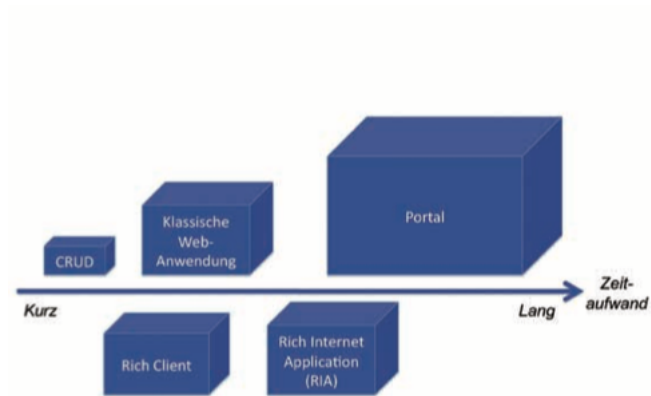 Klassische
Web-
Anwendung
Portal
CRUD
Kurz
Lang
Zeit-
aufwand
Rich Client
Rich Internet
Application
(RIA)